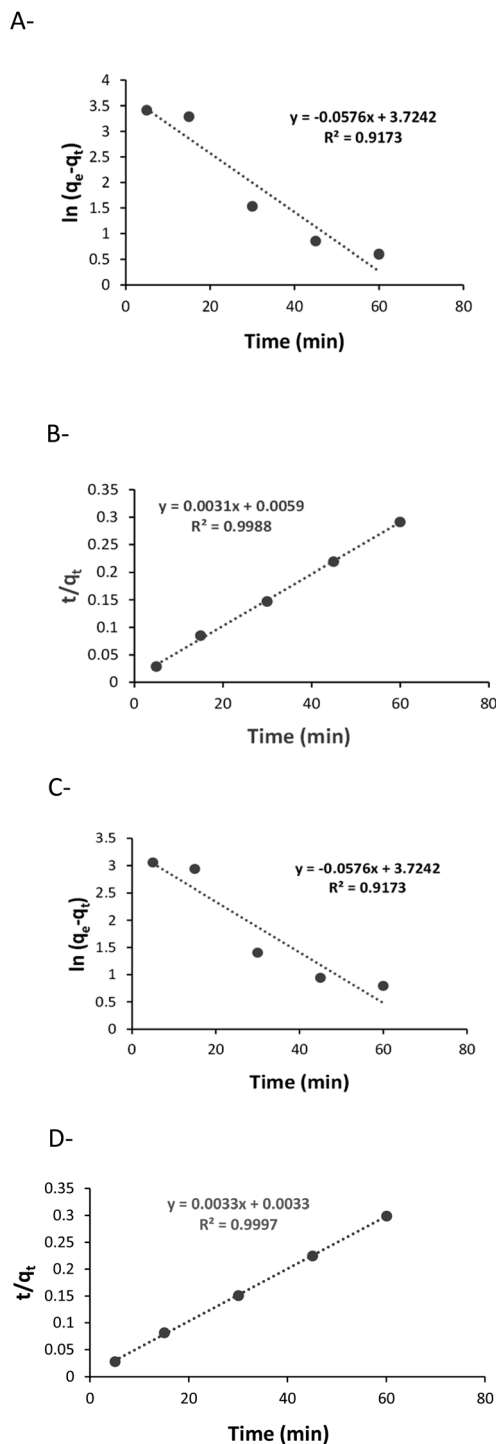 A-
y = -0.0576x + 3.7242
R² = 0.9173
ln (qe-qt)
4
3.5
3
2.5
2
1.5
1
0.5
0
0 20 40 60 80
Time (min)
B-
y = 0.0031x + 0.0059
R² = 0.9988
t/qt
0.35
0.3
0.25
0.2
0.15
0.1
0.05
0
0 20 40 60 80
Time (min)
C-
y = -0.0576x + 3.7242
R² = 0.9173
ln (qe-qt)
3.5
3
2.5
2
1.5
1
0.5
0
0 20 40 60 80
Time (min)
D-
y = 0.0033x + 0.0033
R² = 0.9997
t/qt
0.35
0.3
0.25
0.2
0.15
0.1
0.05
0
0 20 40 60 80
Time (min)